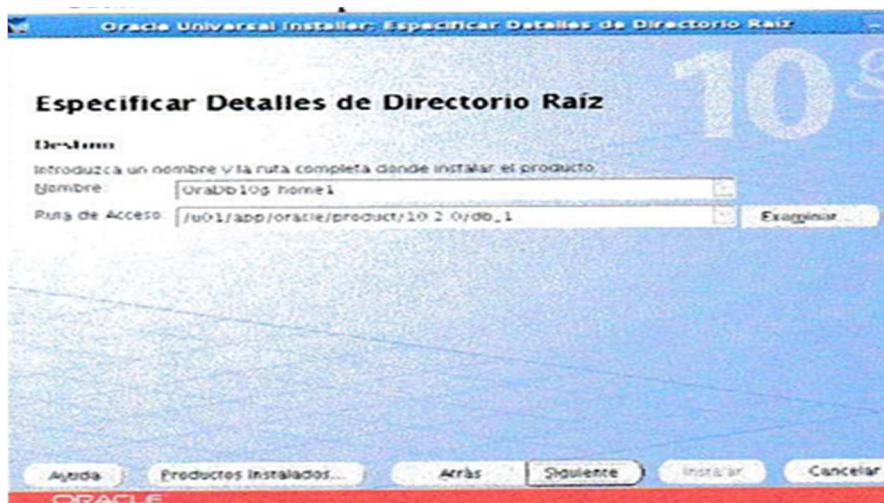 Oracle Universal Installer: Especificar Detalles de Directorio Raíz
10g
Especificar Detalles de Directorio Raíz
Destino
Introduzca un nombre y la ruta completa donde instalar el producto.
Nombre: OraDb10g_home1
Ruta de Acceso: /u01/app/oracle/product/10.2.0/db_1 Examinar...
Ayuda Productos Instalados... Atrás Siguiente Instalar Cancelar
ORACLE